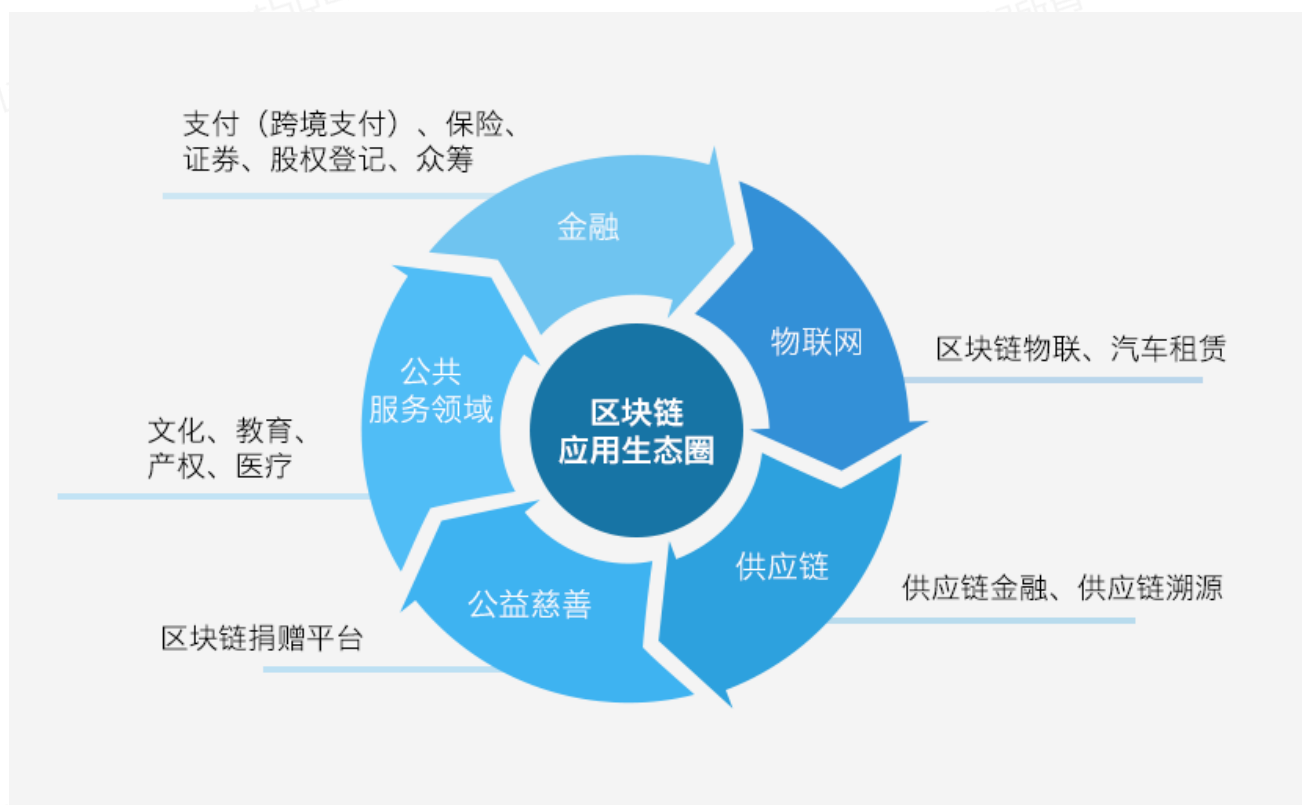 支付（跨境支付）、保险、
证券、股权登记、众筹
金融
物联网
区块链物联、汽车租赁
公共
服务领域
区块链
应用生态圈
文化、教育、
产权、医疗
供应链
供应链金融、供应链溯源
公益慈善
区块链捐赠平台